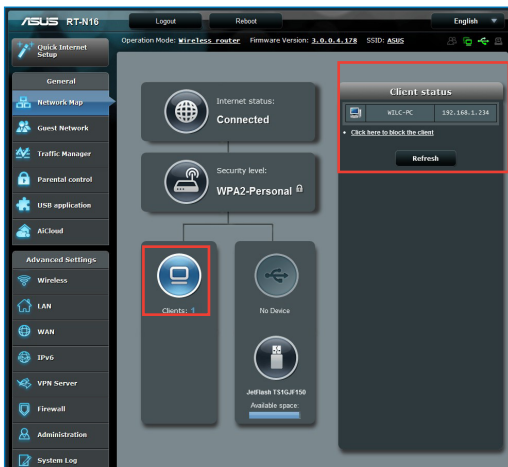 ASUS RT-N16
Logout
Reboot
English
Operation Mode: Wireless router Firmware Version: 3.0.0.4.178 SSID: ASUS
Quick Internet
Setup
General
Network Map
Guest Network
Traffic Manager
Parental control
USB application
AiCloud
Advanced Settings
Wireless
LAN
WAN
IPv6
VPN Server
Firewall
Administration
System Log
Internet status:
Connected
Security level:
WPA2-Personal
Clients: 1
No Device
JetFlash TS1GJF150
Available space:
Client status
WILC-PC 192.168.1.234
Click here to block the client
Refresh